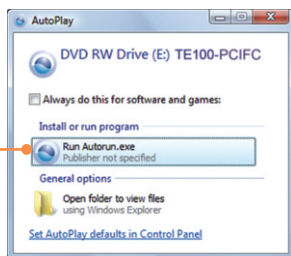 AutoPlay
DVD RW Drive (E:) TE100-PCIFC
Always do this for software and games:
Install or run program
Run Autorun.exe
Publisher not specified
General options
Open folder to view files
using Windows Explorer
Set AutoPlay defaults in Control Panel